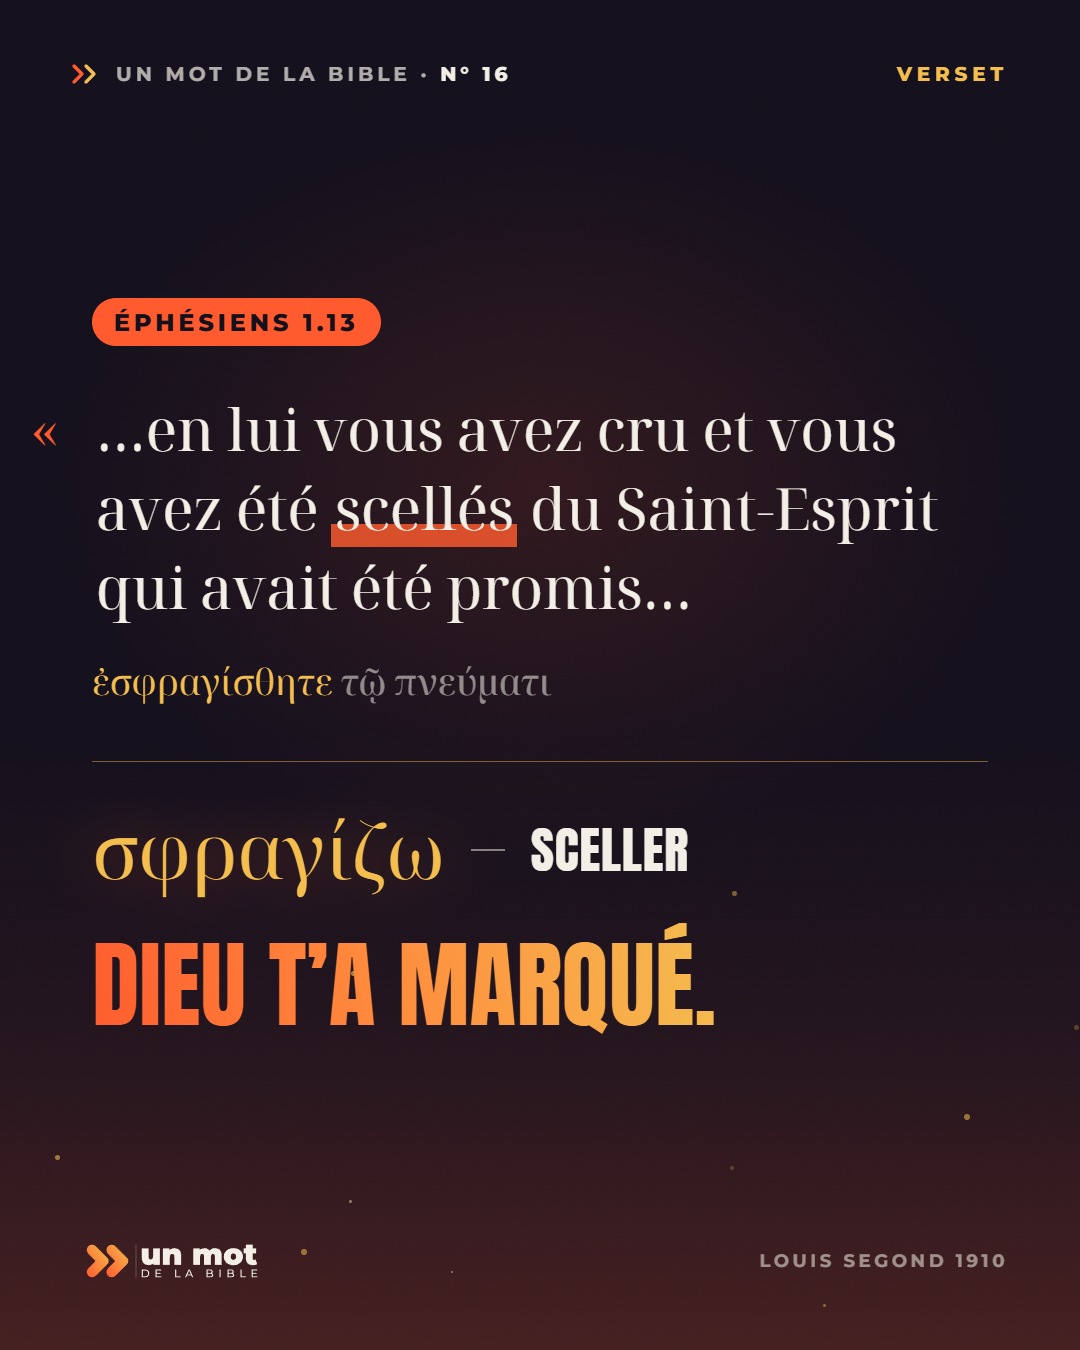 UN MOT DE LA BIBLE · N° 16
VERSET
ÉPHÉSIENS 1.13
« …en lui vous avez cru et vous
avez été scellés du Saint-Esprit
qui avait été promis…
ἐσφραγίσθητε τῷ πνεύματι
σφραγίζω — SCELLER
DIEU T’A MARQUÉ.
un mot
DE LA BIBLE
LOUIS SEGOND 1910